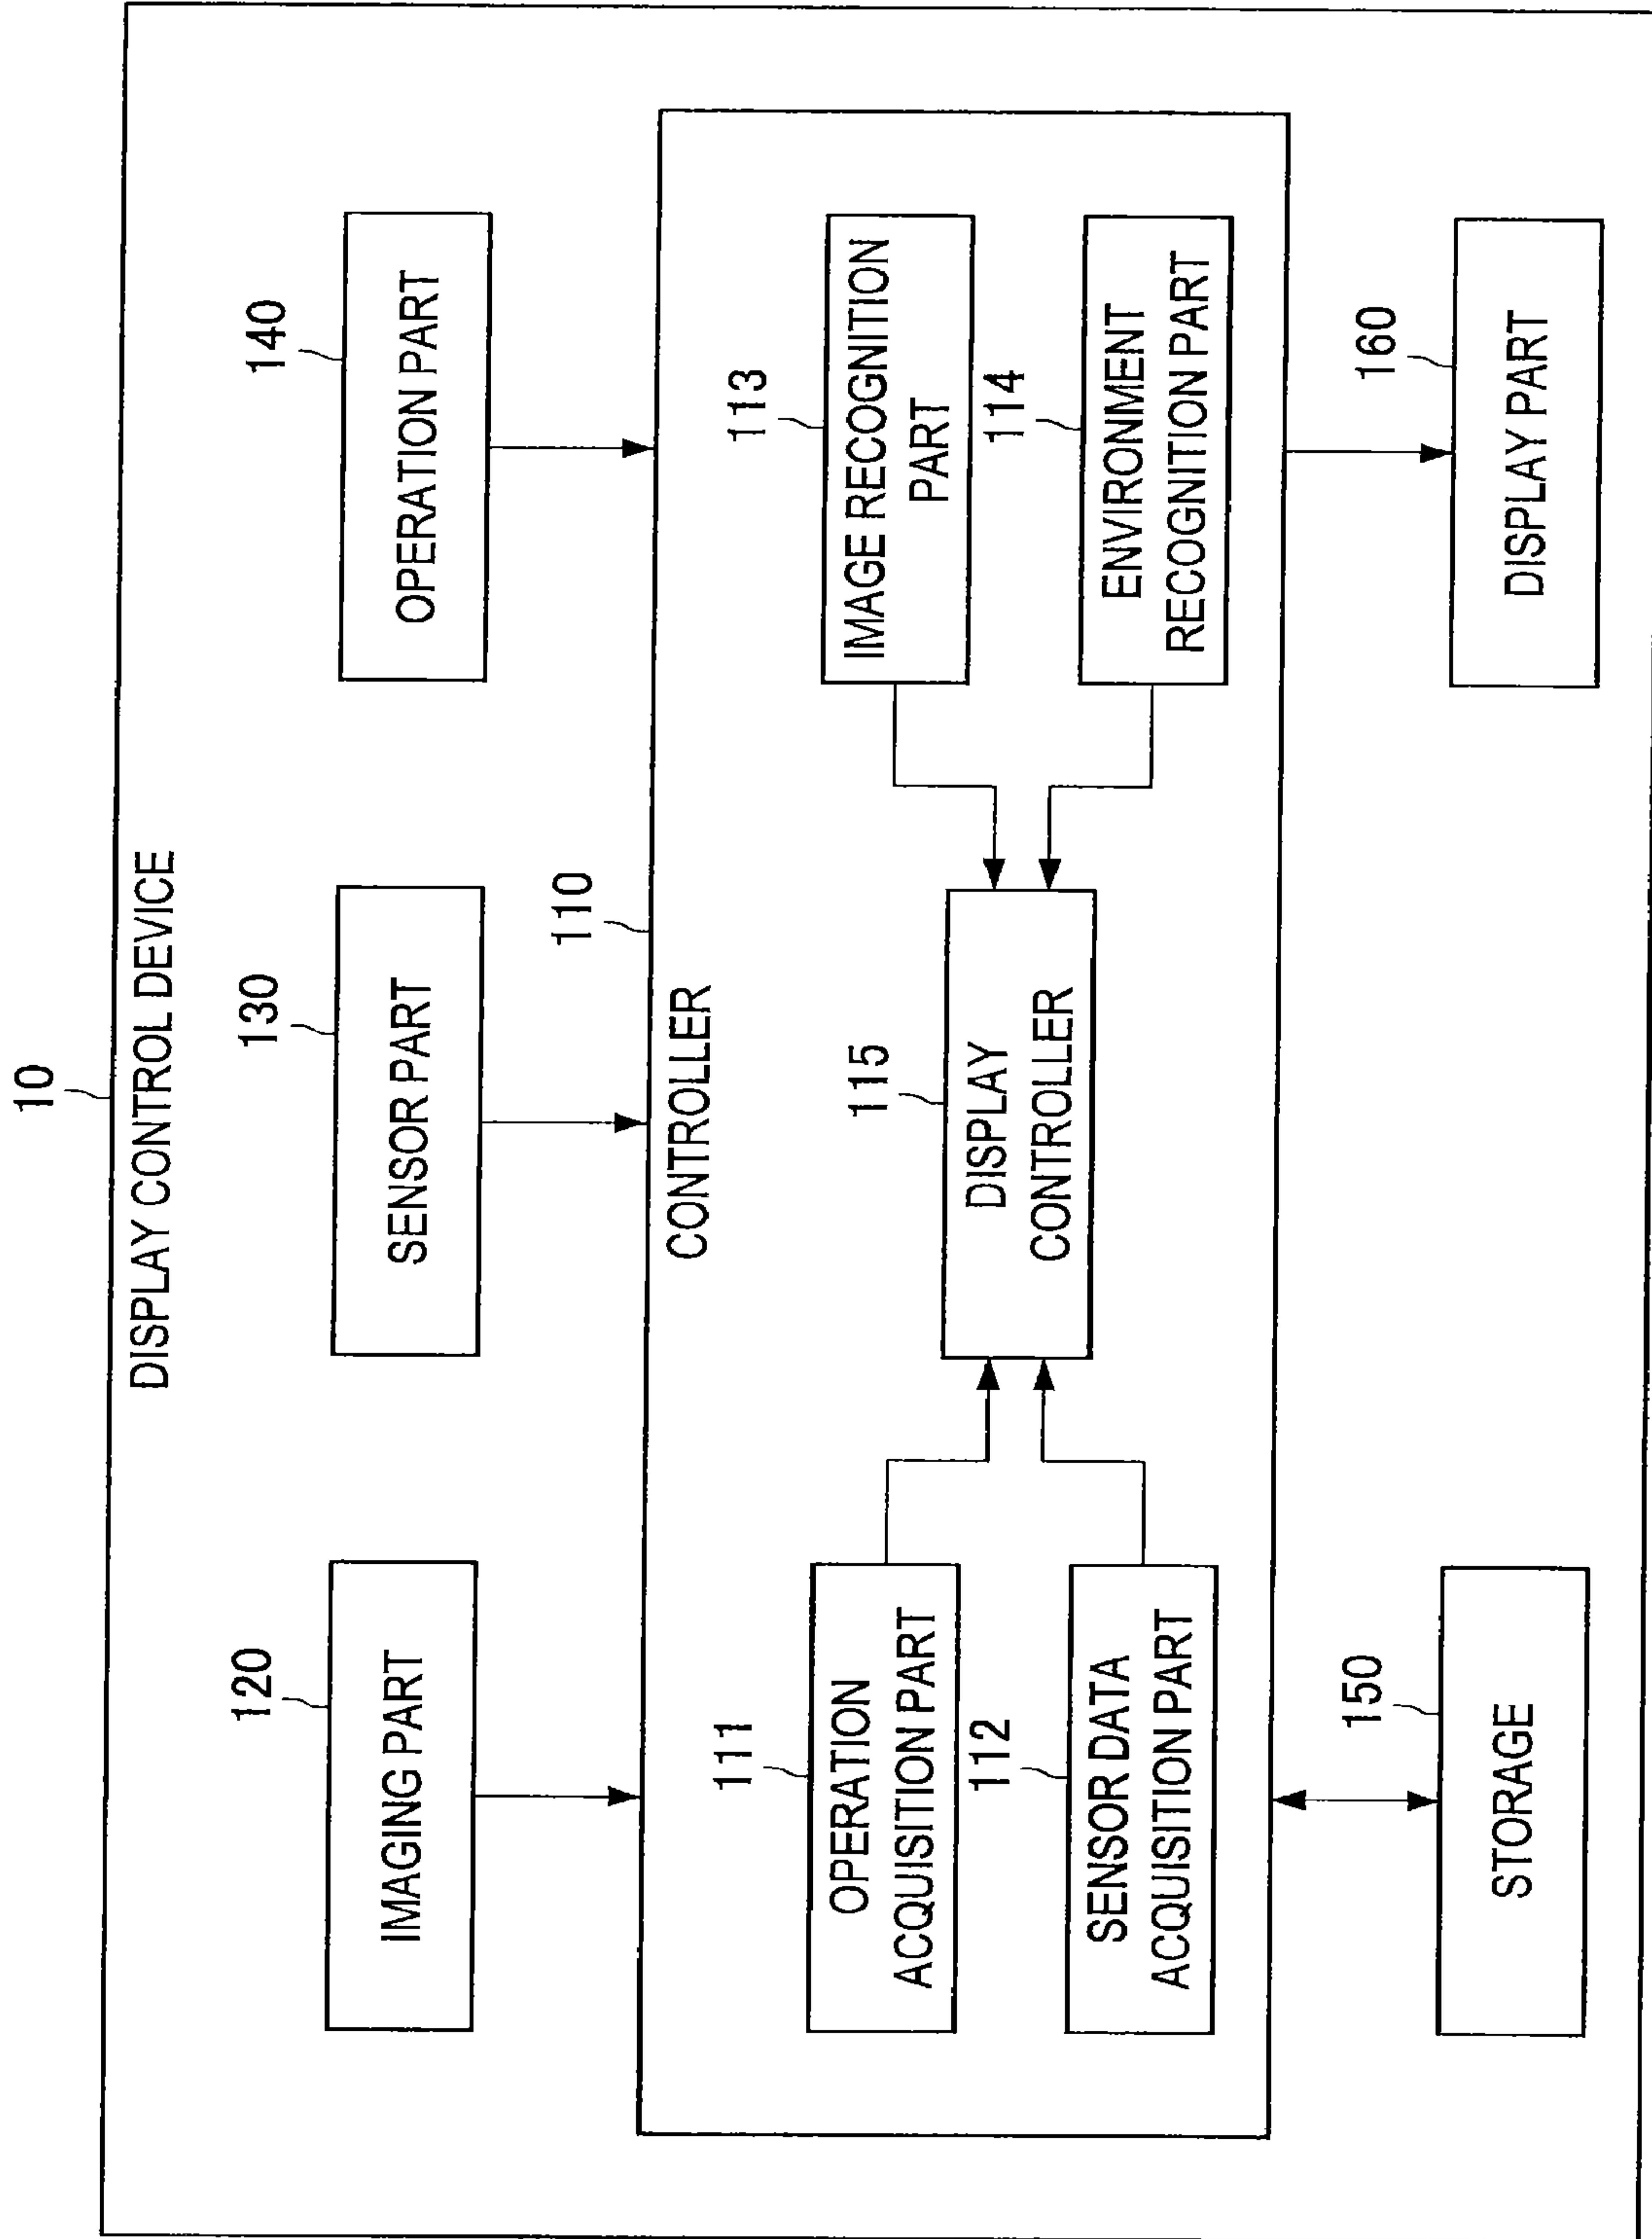 10
DISPLAY CONTROL DEVICE
120
130
140
IMAGING PART
SENSOR PART
OPERATION PART
110
CONTROLLER
111
OPERATION
ACQUISITION PART
112
SENSOR DATA
ACQUISITION PART
115
DISPLAY
CONTROLLER
113
IMAGE RECOGNITION
PART
114
ENVIRONMENT
RECOGNITION PART
150
STORAGE
160
DISPLAY PART